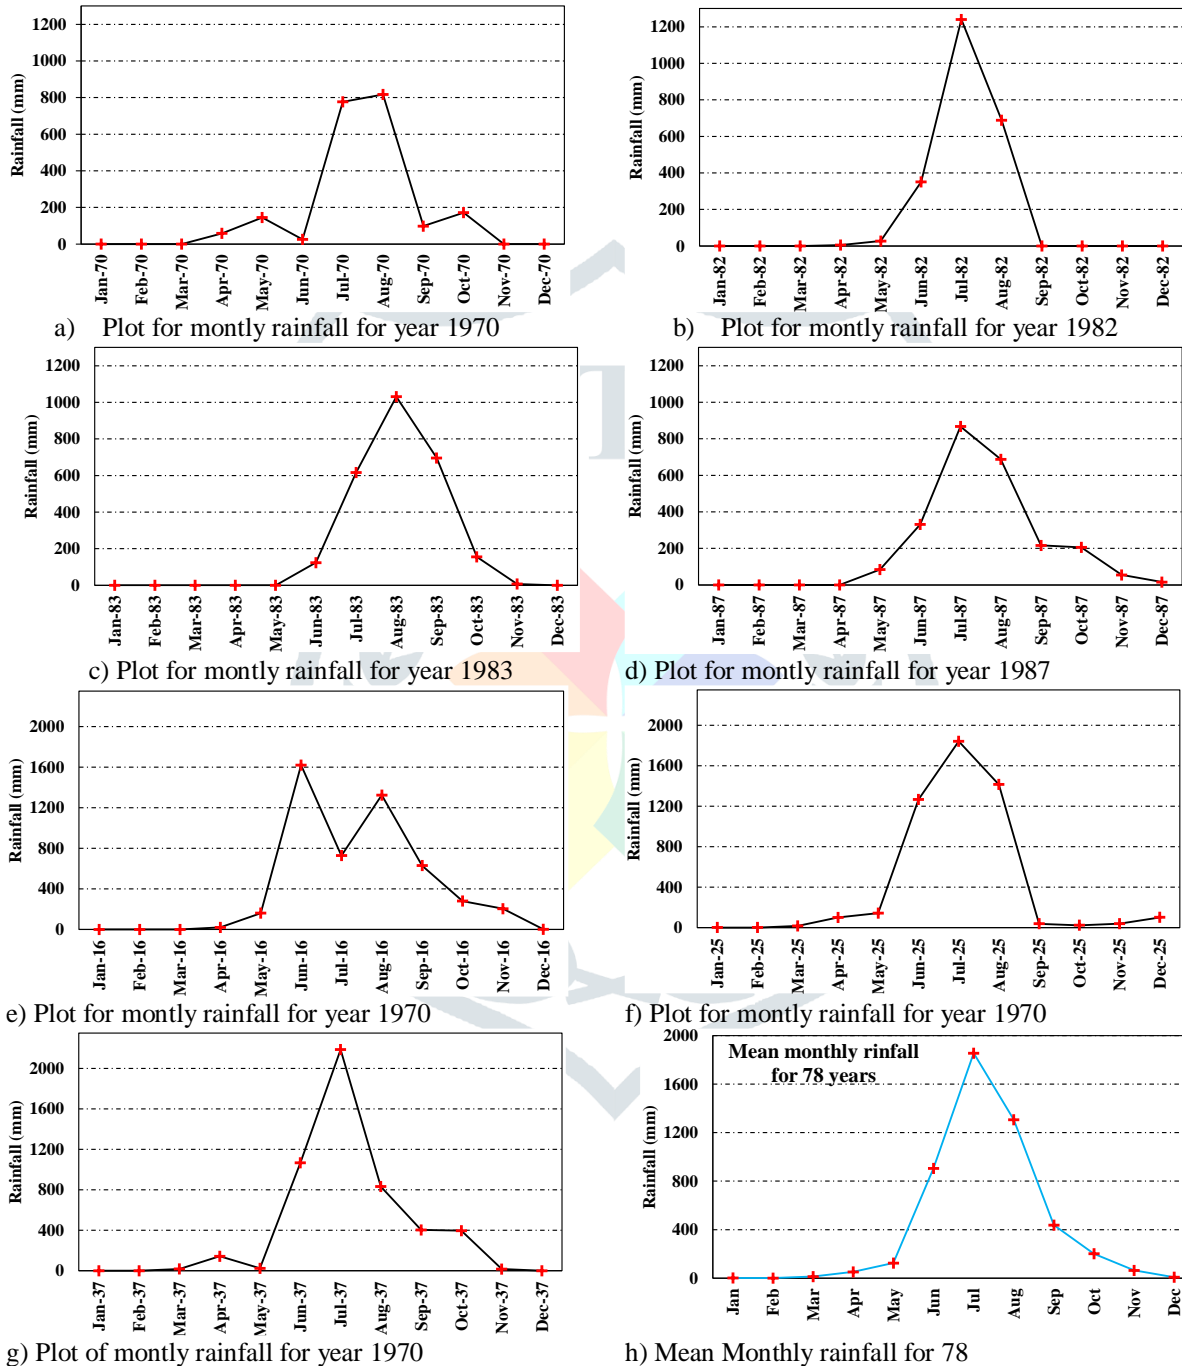 1200
1000
800
600
400
200
0
Rainfall (mm)
Jan-70
Feb-70
Mar-70
Apr-70
May-70
Jun-70
Jul-70
Aug-70
Sep-70
Oct-70
Nov-70
Dec-70
a) Plot for montly rainfall for year 1970
1200
1000
800
600
400
200
0
Rainfall (mm)
Jan-82
Feb-82
Mar-82
Apr-82
May-82
Jun-82
Jul-82
Aug-82
Sep-82
Oct-82
Nov-82
Dec-82
b) Plot for montly rainfall for year 1982
1200
1000
800
600
400
200
0
Rainfall (mm)
Jan-83
Feb-83
Mar-83
Apr-83
May-83
Jun-83
Jul-83
Aug-83
Sep-83
Oct-83
Nov-83
Dec-83
c) Plot for montly rainfall for year 1983
1200
1000
800
600
400
200
0
Rainfall (mm)
Jan-87
Feb-87
Mar-87
Apr-87
May-87
Jun-87
Jul-87
Aug-87
Sep-87
Oct-87
Nov-87
Dec-87
d) Plot for montly rainfall for year 1987
2000
1600
1200
800
400
0
Rainfall (mm)
Jan-16
Feb-16
Mar-16
Apr-16
May-16
Jun-16
Jul-16
Aug-16
Sep-16
Oct-16
Nov-16
Dec-16
e) Plot for montly rainfall for year 1970
2000
1600
1200
800
400
0
Rainfall (mm)
Jan-25
Feb-25
Mar-25
Apr-25
May-25
Jun-25
Jul-25
Aug-25
Sep-25
Oct-25
Nov-25
Dec-25
f) Plot for montly rainfall for year 1970
2000
1600
1200
800
400
0
Rainfall (mm)
Jan-37
Feb-37
Mar-37
Apr-37
May-37
Jun-37
Jul-37
Aug-37
Sep-37
Oct-37
Nov-37
Dec-37
g) Plot of montly rainfall for year 1970
Mean monthly rinfall
for 78 years
2000
1600
1200
800
400
0
Rainfall (mm)
Jan
Feb
Mar
Apr
May
Jun
Jul
Aug
Sep
Oct
Nov
Dec
h) Mean Monthly rainfall for 78